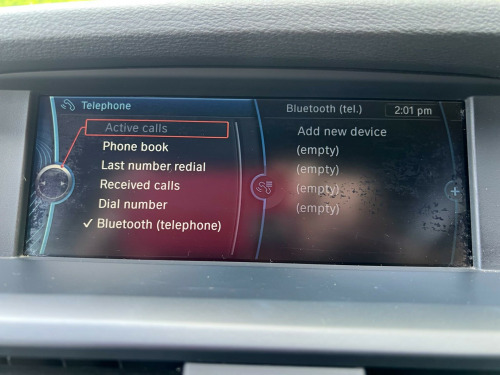 Telephone
Active calls
Phone book
Last number redial
Received calls
Dial number
✓ Bluetooth (telephone)
Bluetooth (tel.)
2:01 pm
Add new device
(empty)
(empty)
(empty)
(empty)